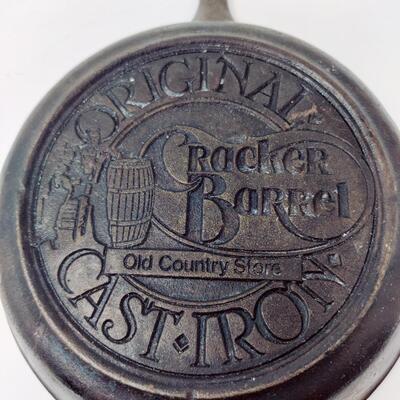 ORIGINAL
Cracker
Barrel
Old Country Store
CAST·IRON